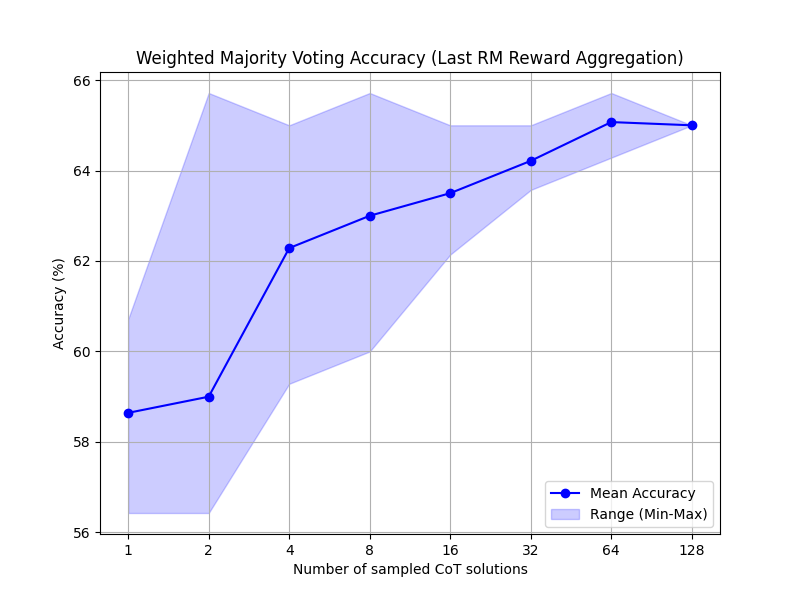 Weighted Majority Voting Accuracy (Last RM Reward Aggregation)
66
64
62
60
58
56
Accuracy (%)
Mean Accuracy
Range (Min-Max)
1 2 4 8 16 32 64 128
Number of sampled CoT solutions